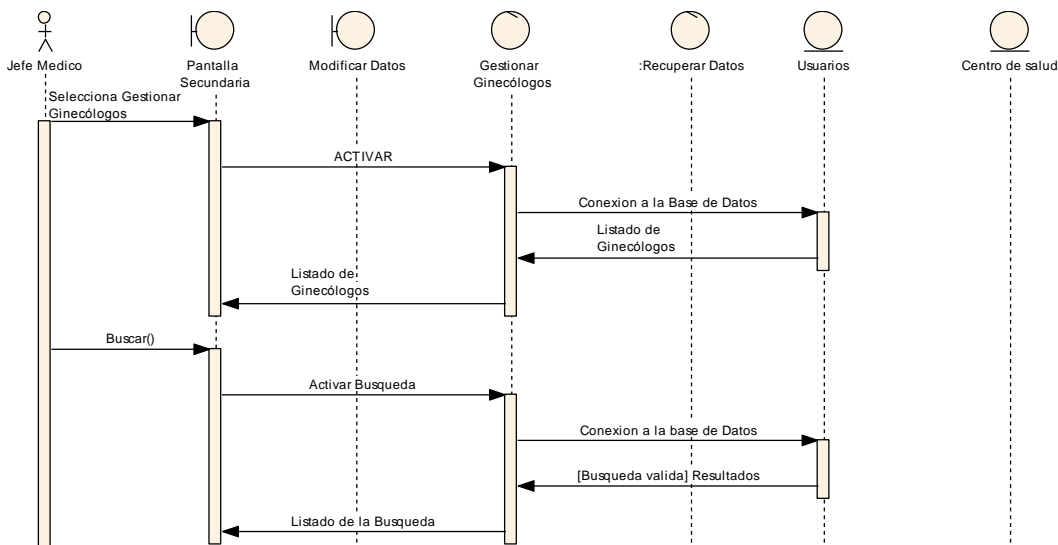 Jefe Medico
Pantalla
Secundaria
Modificar Datos
Gestionar
Ginecólogos
:Recuperar Datos
Usuarios
Centro de salud
Selecciona Gestionar
Ginecólogos
ACTIVAR
Conexion a la Base de Datos
Listado de
Ginecólogos
Listado de
Ginecólogos
Buscar()
Activar Busqueda
Conexion a la base de Datos
[Busqueda valida] Resultados
Listado de la Busqueda